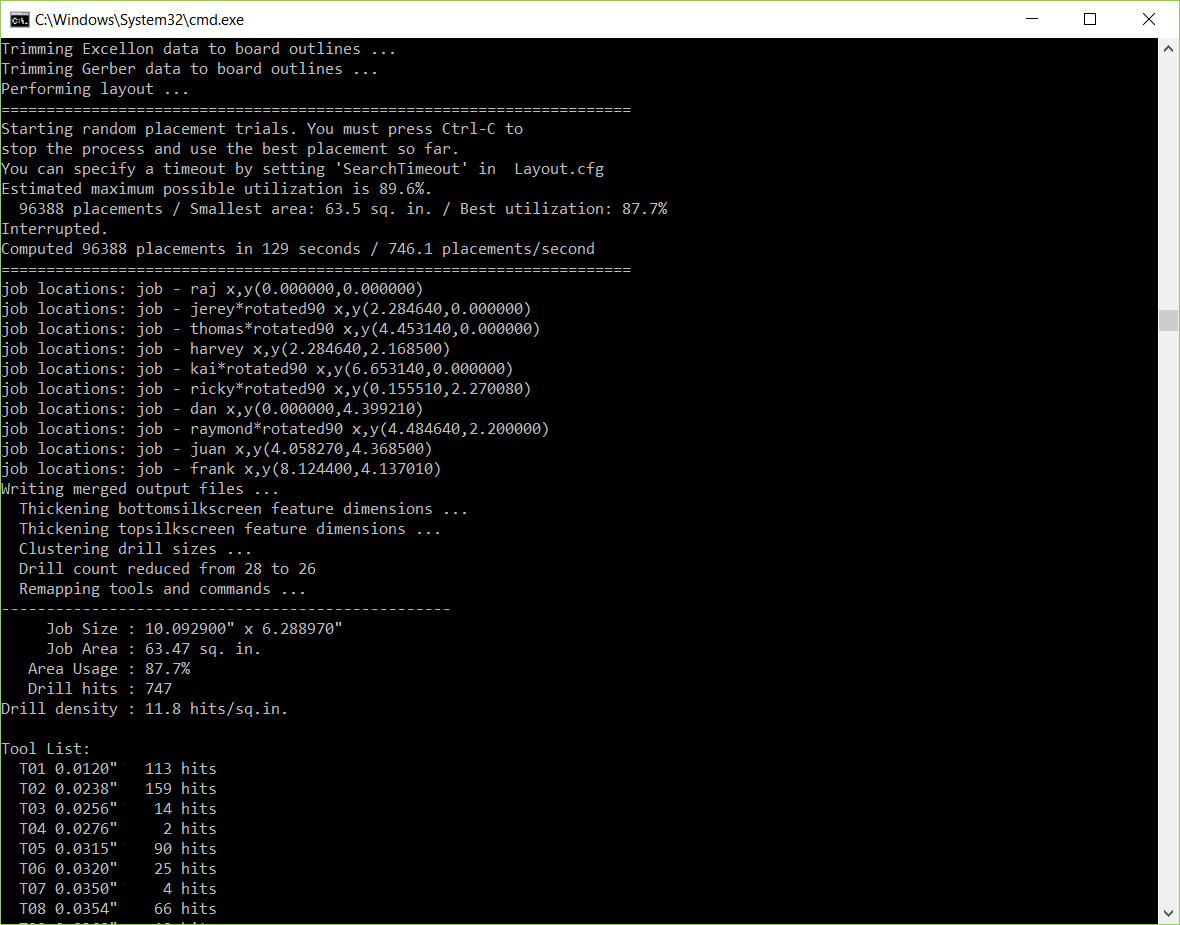 C:\Windows\System32\cmd.exe
Trimming Excellon data to board outlines ...
Trimming Gerber data to board outlines ...
Performing layout ...
======================================================================
Starting random placement trials. You must press Ctrl-C to
stop the process and use the best placement so far.
You can specify a timeout by setting 'SearchTimeout' in  Layout.cfg
Estimated maximum possible utilization is 89.6%.
  96388 placements / Smallest area: 63.5 sq. in. / Best utilization: 87.7%
Interrupted.
Computed 96388 placements in 129 seconds / 746.1 placements/second
======================================================================
job locations: job - raj x,y(0.000000,0.000000)
job locations: job - jerey*rotated90 x,y(2.284640,0.000000)
job locations: job - thomas*rotated90 x,y(4.453140,0.000000)
job locations: job - harvey x,y(2.284640,2.168500)
job locations: job - kai*rotated90 x,y(6.653140,0.000000)
job locations: job - ricky*rotated90 x,y(0.155510,2.270080)
job locations: job - dan x,y(0.000000,4.399210)
job locations: job - raymond*rotated90 x,y(4.484640,2.200000)
job locations: job - juan x,y(4.058270,4.368500)
job locations: job - frank x,y(8.124400,4.137010)
Writing merged output files ...
  Thickening bottomsilkscreen feature dimensions ...
  Thickening topsilkscreen feature dimensions ...
  Clustering drill sizes ...
  Drill count reduced from 28 to 26
  Remapping tools and commands ...
--------------------------------------------------
     Job Size : 10.092900" x 6.288970"
     Job Area : 63.47 sq. in.
   Area Usage : 87.7%
   Drill hits : 747
Drill density : 11.8 hits/sq.in.

Tool List:
  T01 0.0120"   113 hits
  T02 0.0238"   159 hits
  T03 0.0256"    14 hits
  T04 0.0276"     2 hits
  T05 0.0315"    90 hits
  T06 0.0320"    25 hits
  T07 0.0350"     4 hits
  T08 0.0354"    66 hits